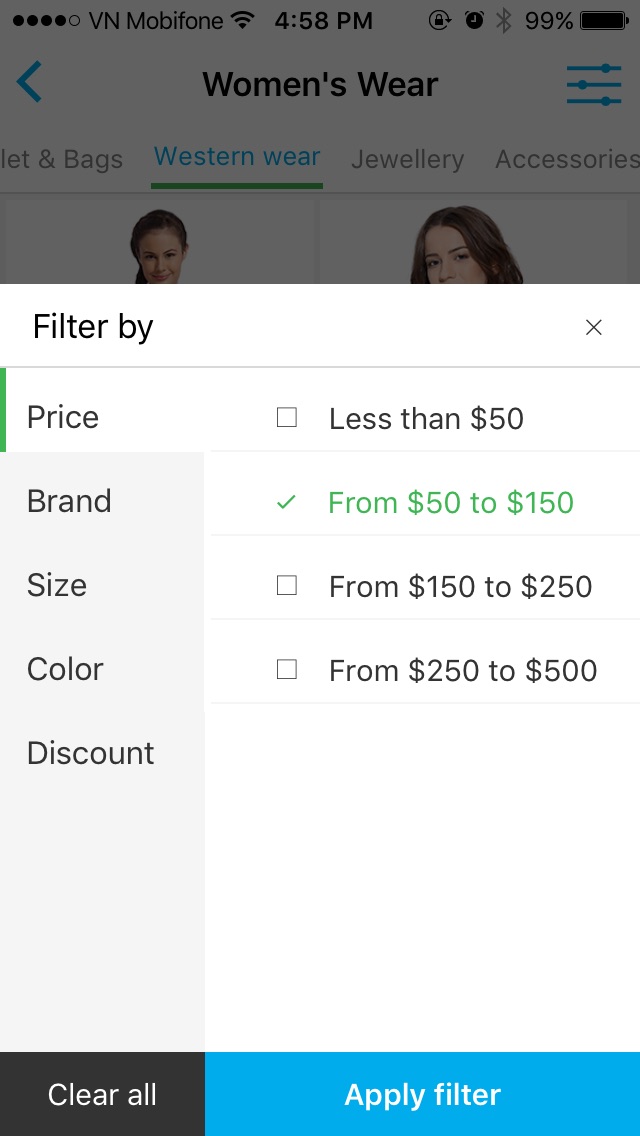 VN Mobifone 4:58 PM 99%
Women's Wear
let & Bags Western wear Jewellery Accessories
Filter by
Price
Less than $50
Brand
From $50 to $150
Size
From $150 to $250
Color
From $250 to $500
Discount
Clear all
Apply filter